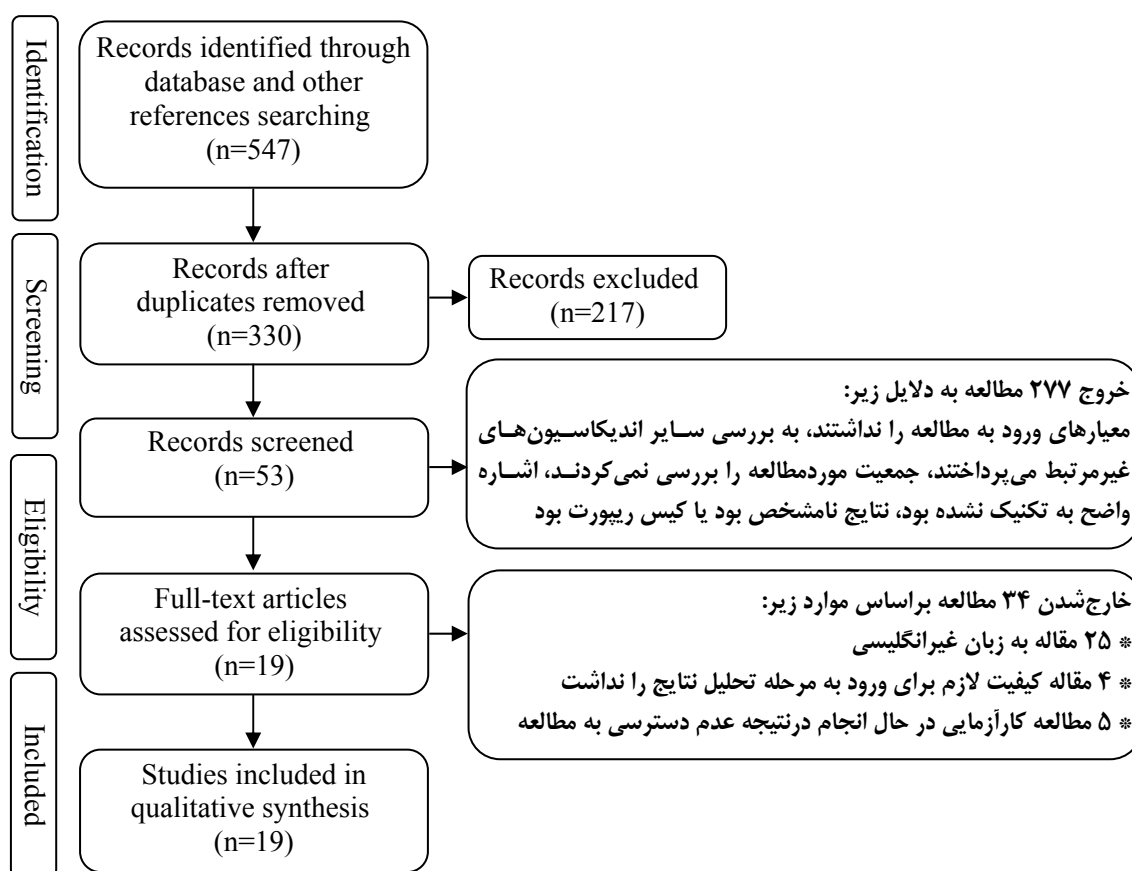 Identification
Records identified through
database and other
references searching
(n=547)
Screening
Records after
duplicates removed
(n=330)
Records excluded
(n=217)
Records screened
(n=53)
خروج ۲۷۷ مطالعه به دلایل زیر:
معیارهای ورود به مطالعه را نداشتند، به بررسی سـایر اندیکاسـیون‌هـای
غیرمرتبط می‌پرداختند، جمعیت موردمطالعه را بررسی نمی‌کردنـد، اشـاره
واضح به تکنیک نشده بود، نتایج نامشخص بود یا کیس ریپورت بود
Eligibility
Full-text articles
assessed for eligibility
(n=19)
خارج‌شدن ۳۴ مطالعه براساس موارد زیر:
* ۲۵ مقاله به زبان غیرانگلیسی
* ۴ مقاله کیفیت لازم برای ورود به مرحله تحلیل نتایج را نداشت
* ۵ مطالعه کارآزمایی در حال انجام درنتیجه عدم دسترسی به مطالعه
Included
Studies included in
qualitative synthesis
(n=19)